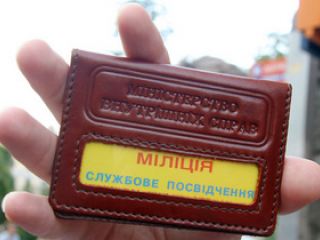 МІНІСТЕРСТВО
ВНУТРІШНІХ СПРАВ
МІЛІЦІЯ
СЛУЖБОВЕ ПОСВІДЧЕННЯ